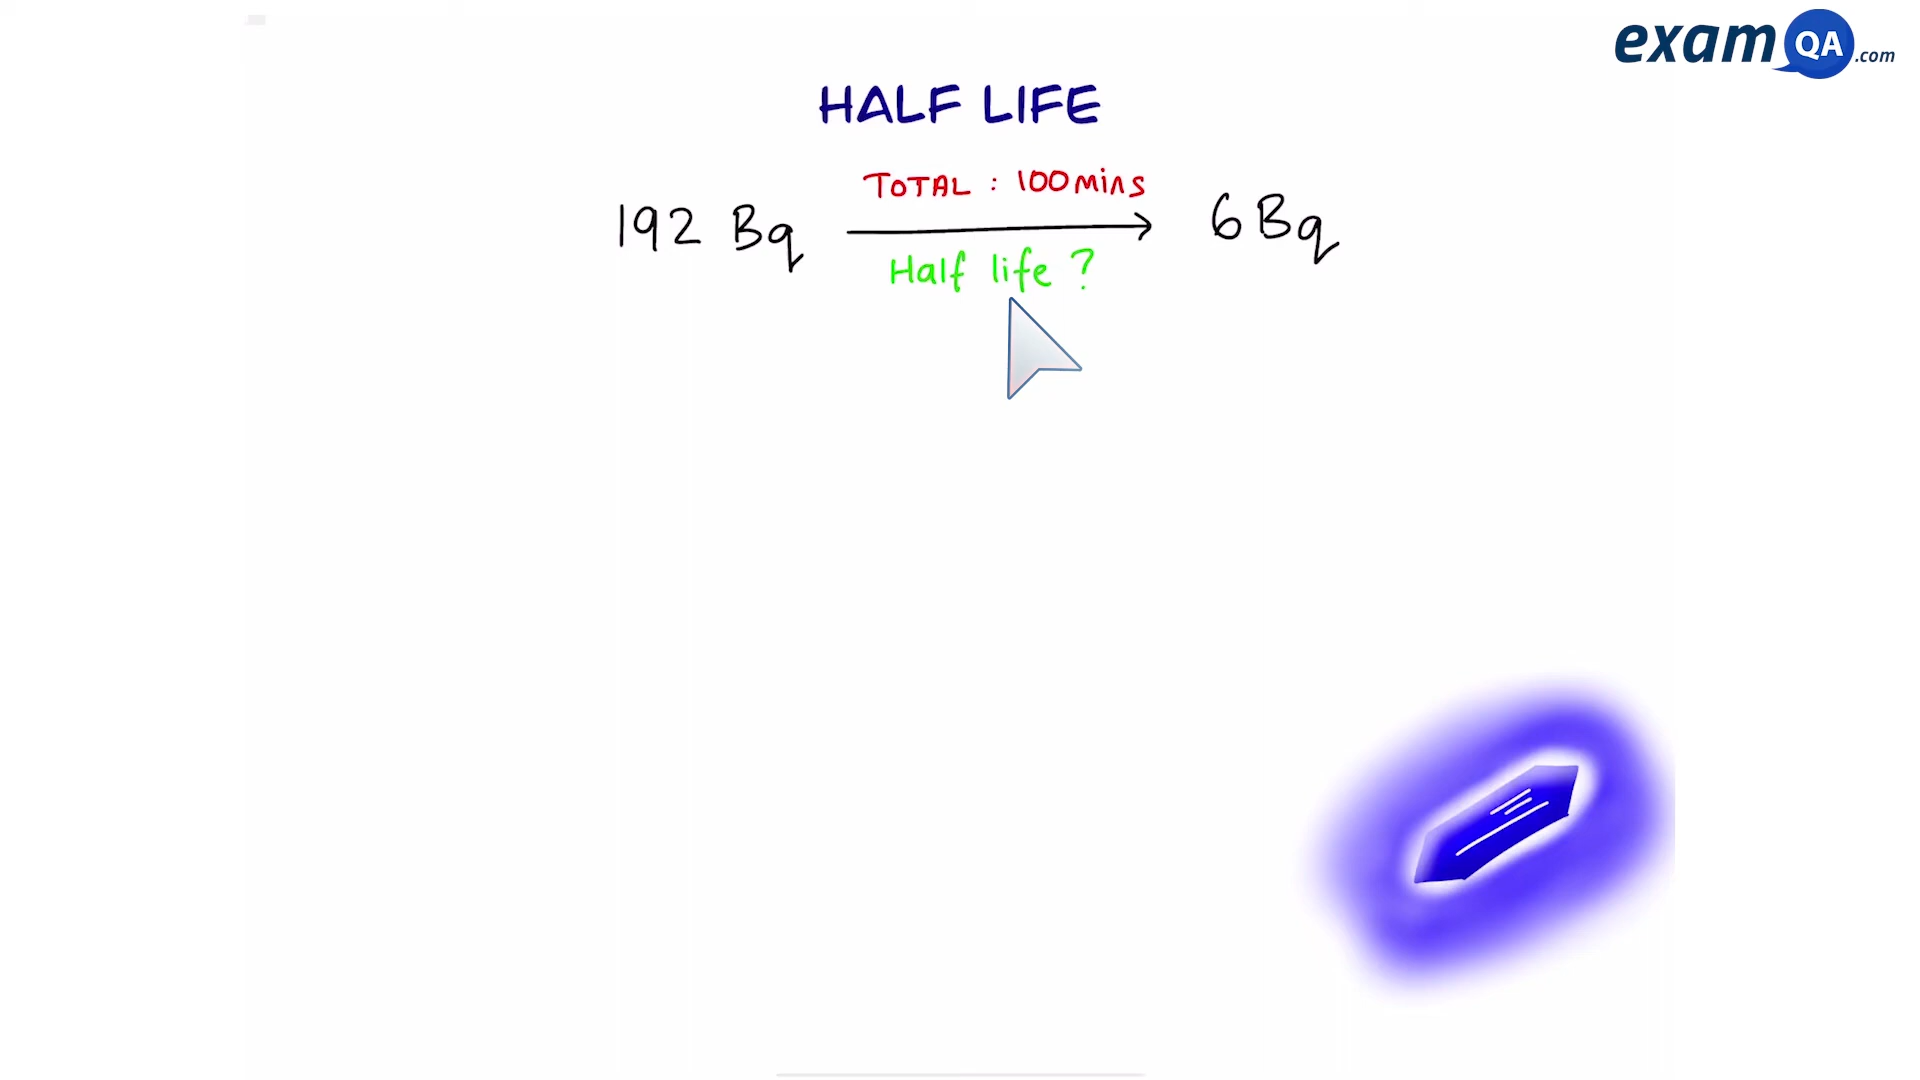 examQA.com
HALF LIFE
TOTAL : 100mins
192 Bq
6 Bq
Half life ?